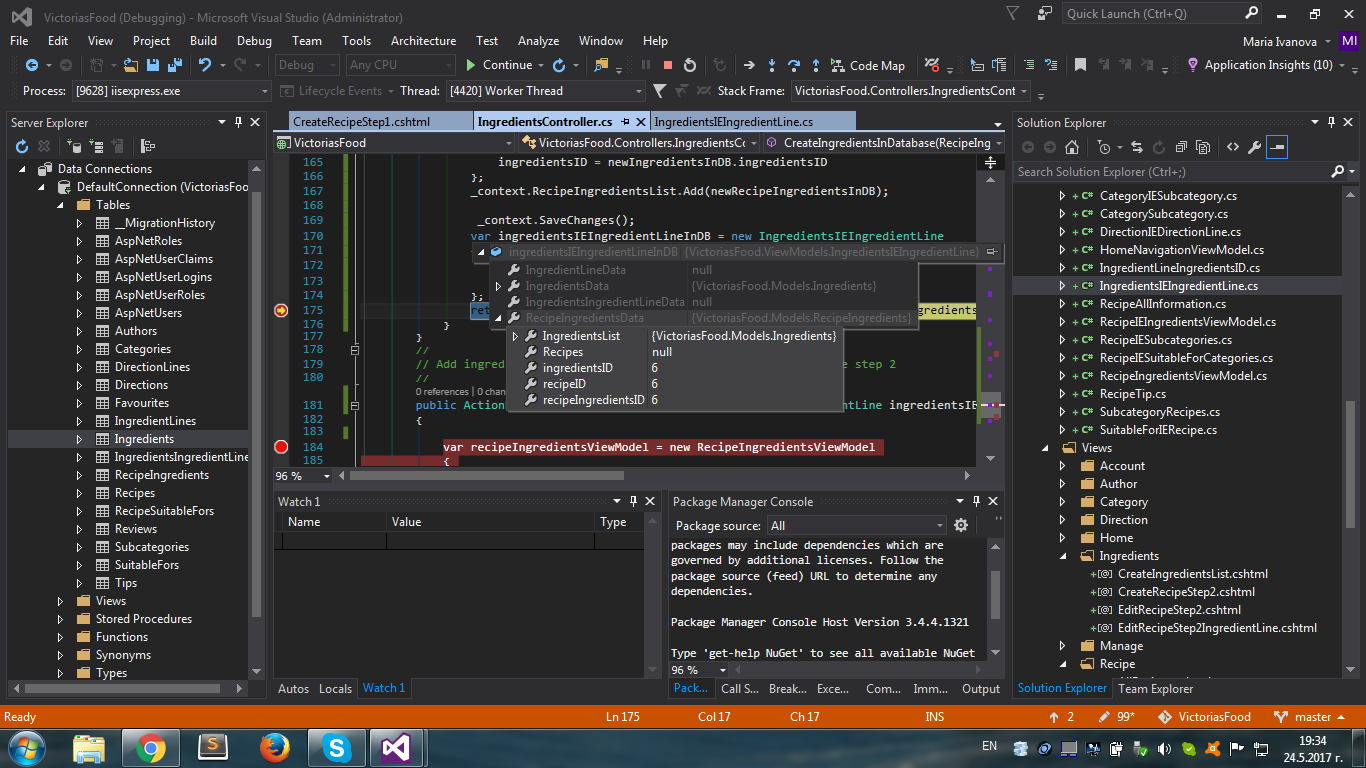 VictoriasFood (Debugging) - Microsoft Visual Studio (Administrator)
Quick Launch (Ctrl+Q)
File Edit View Project Build Debug Team Tools Architecture Test Analyze Window Help
Maria Ivanova MI
Debug Any CPU Continue Code Map Application Insights (10)
Process: [9628] iisexpress.exe Lifecycle Events Thread: [4420] Worker Thread Stack Frame: VictoriasFood.Controllers.IngredientsCont
Server Explorer
Data Connections
DefaultConnection (VictoriasFoo
Tables
__MigrationHistory
AspNetRoles
AspNetUserClaims
AspNetUserLogins
AspNetUserRoles
AspNetUsers
Authors
Categories
DirectionLines
Directions
Favourites
IngredientLines
Ingredients
IngredientsIngredientLine
RecipeIngredients
Recipes
RecipeSuitableFors
Reviews
Subcategories
SuitableFors
Tips
Views
Stored Procedures
Functions
Synonyms
Types
CreateRecipeStep1.cshtml IngredientsController.cs IngredientsIEIngredientLine.cs
VictoriasFood VictoriasFood.Controllers.IngredientsCo CreateIngredientsInDatabase(RecipeIng
165 ingredientsID = newIngredientsInDB.ingredientsID
166 };
167 _context.RecipeIngredientsList.Add(newRecipeIngredientsInDB);
168
169 _context.SaveChanges();
170 var ingredientsIEIngredientLineInDB = new IngredientsIEIngredientLine
171 ingredientsIEIngredientLineInDB {VictoriasFood.ViewModels.IngredientsIEIngredientLine}
172 IngredientLineData null
173 IngredientsData {VictoriasFood.Models.Ingredients}
174 }; IngredientsIngredientLineData null
175 ret RecipeIngredientsData {VictoriasFood.Models.RecipeIngredients} gredients
176 }
IngredientsList {VictoriasFood.Models.Ingredients}
177 }
178 //
Recipes null
179 // Add ingred ingredientsID 6 e step 2
180 //
recipeID 6
0 references | 0 chan
recipeIngredientsID 6
181 public Action entLine ingredientsIE
182 {
183
184 var recipeIngredientsViewModel = new RecipeIngredientsViewModel
185 {
96 %
Watch 1
Name Value Type
Autos Locals Watch 1
Package Manager Console
Package source: All
packages may include dependencies which are
governed by additional licenses. Follow the
package source (feed) URL to determine any
dependencies.
Package Manager Console Host Version 3.4.4.1321
Type 'get-help NuGet' to see all available NuGet
96 %
Pack... Call S... Break... Exce... Com... Imm... Output
Solution Explorer
Search Solution Explorer (Ctrl+;)
CategoryIESubcategory.cs
CategorySubcategory.cs
DirectionIEDirectionLine.cs
HomeNavigationViewModel.cs
IngredientLineIngredientsID.cs
IngredientsIEIngredientLine.cs
RecipeAllInformation.cs
RecipeIEIngredientsViewModel.cs
RecipeIESubcategories.cs
RecipeIESuitableForCategories.cs
RecipeIngredientsViewModel.cs
RecipeTip.cs
SubcategoryRecipes.cs
SuitableForIERecipe.cs
Views
Account
Author
Category
Direction
Home
Ingredients
CreateIngredientsList.cshtml
CreateRecipeStep2.cshtml
EditRecipeStep2.cshtml
EditRecipeStep2IngredientLine.cshtml
Manage
Recipe
Solution Explorer Team Explorer
Ready Ln 175 Col 17 Ch 17 INS 2 99* VictoriasFood master
EN
19:34
24.5.2017 г.